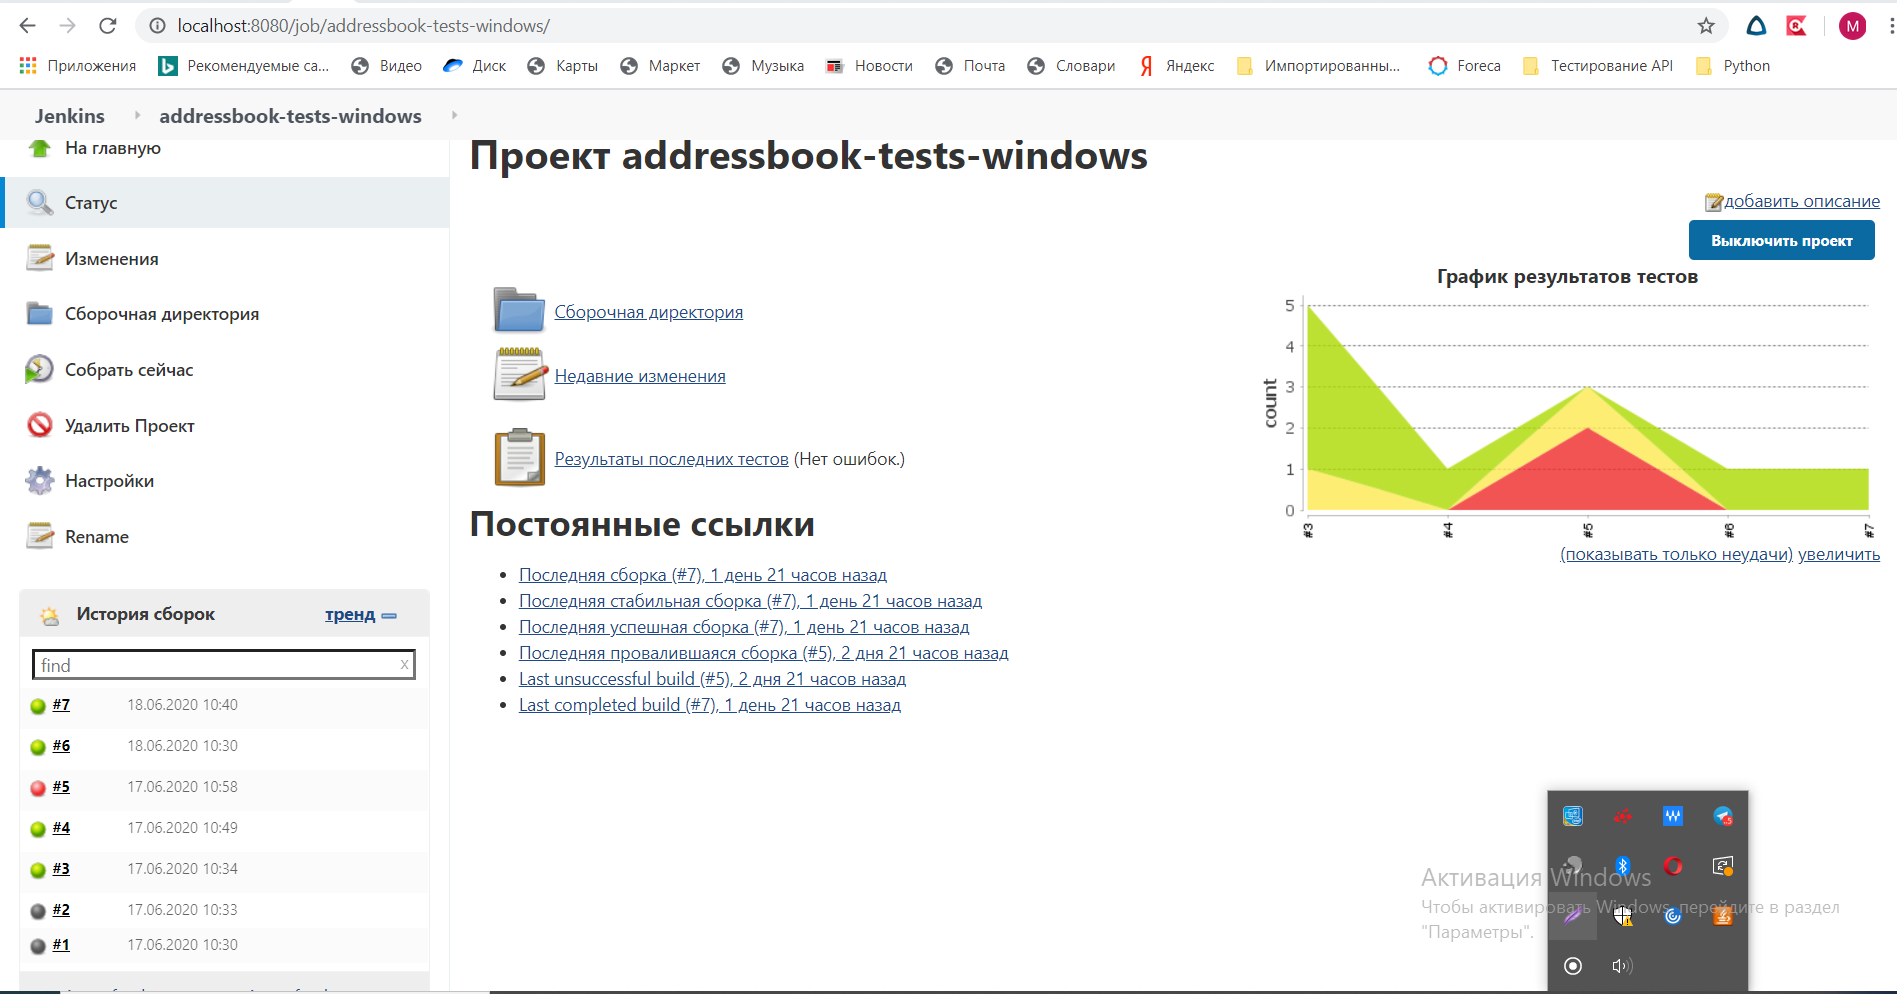 localhost:8080/job/addressbook-tests-windows/
M
Приложения Рекомендуемые са... Видео Диск Карты Маркет Музыка Новости Почта Словари Яндекс Импортированны... Foreca Тестирование API Python
Jenkins addressbook-tests-windows
На главную
Статус
Изменения
Сборочная директория
Собрать сейчас
Удалить Проект
Настройки
Rename
История сборок тренд
find x
#7 18.06.2020 10:40
#6 18.06.2020 10:30
#5 17.06.2020 10:58
#4 17.06.2020 10:49
#3 17.06.2020 10:34
#2 17.06.2020 10:33
#1 17.06.2020 10:30
Проект addressbook-tests-windows
добавить описание
Выключить проект
Сборочная директория
Недавние изменения
Результаты последних тестов (Нет ошибок.)
График результатов тестов
count
5
4
3
2
1
0
#3 #4 #5 #6 #7
(показывать только неудачи) увеличить
Постоянные ссылки
Последняя сборка (#7), 1 день 21 часов назад
Последняя стабильная сборка (#7), 1 день 21 часов назад
Последняя успешная сборка (#7), 1 день 21 часов назад
Последняя провалившаяся сборка (#5), 2 дня 21 часов назад
Last unsuccessful build (#5), 2 дня 21 часов назад
Last completed build (#7), 1 день 21 часов назад
Активация Windows
Чтобы активировать Windows, перейдите в раздел
"Параметры".